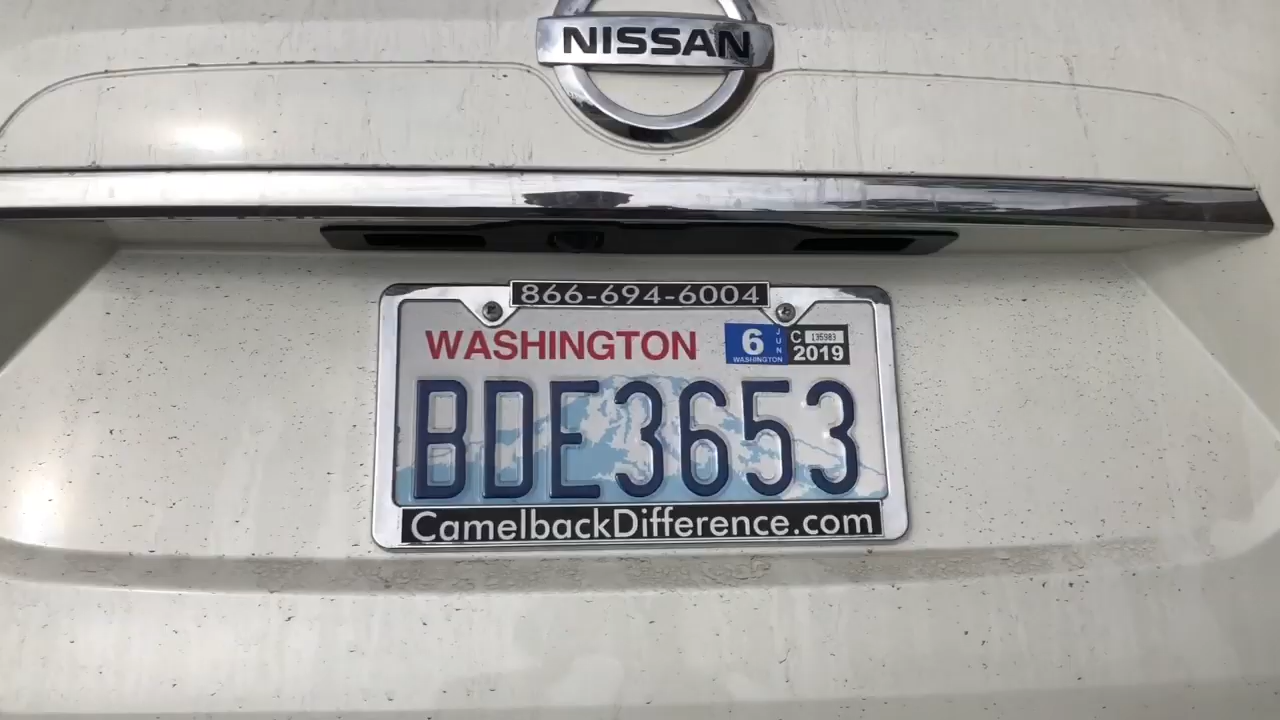 NISSAN
866-694-6004
WASHINGTON
6 JUN WASHINGTON
C 135983
2019
BDE3653
CamelbackDifference.com